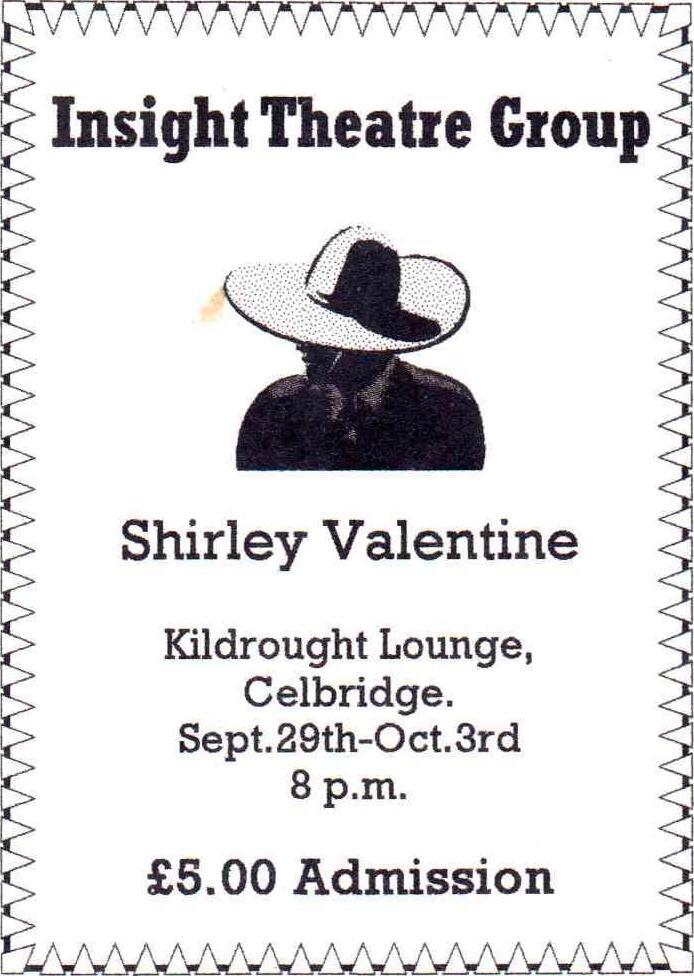 Insight Theatre Group
Shirley Valentine
Kildrought Lounge,
Celbridge.
Sept.29th-Oct.3rd
8 p.m.
£5.00 Admission